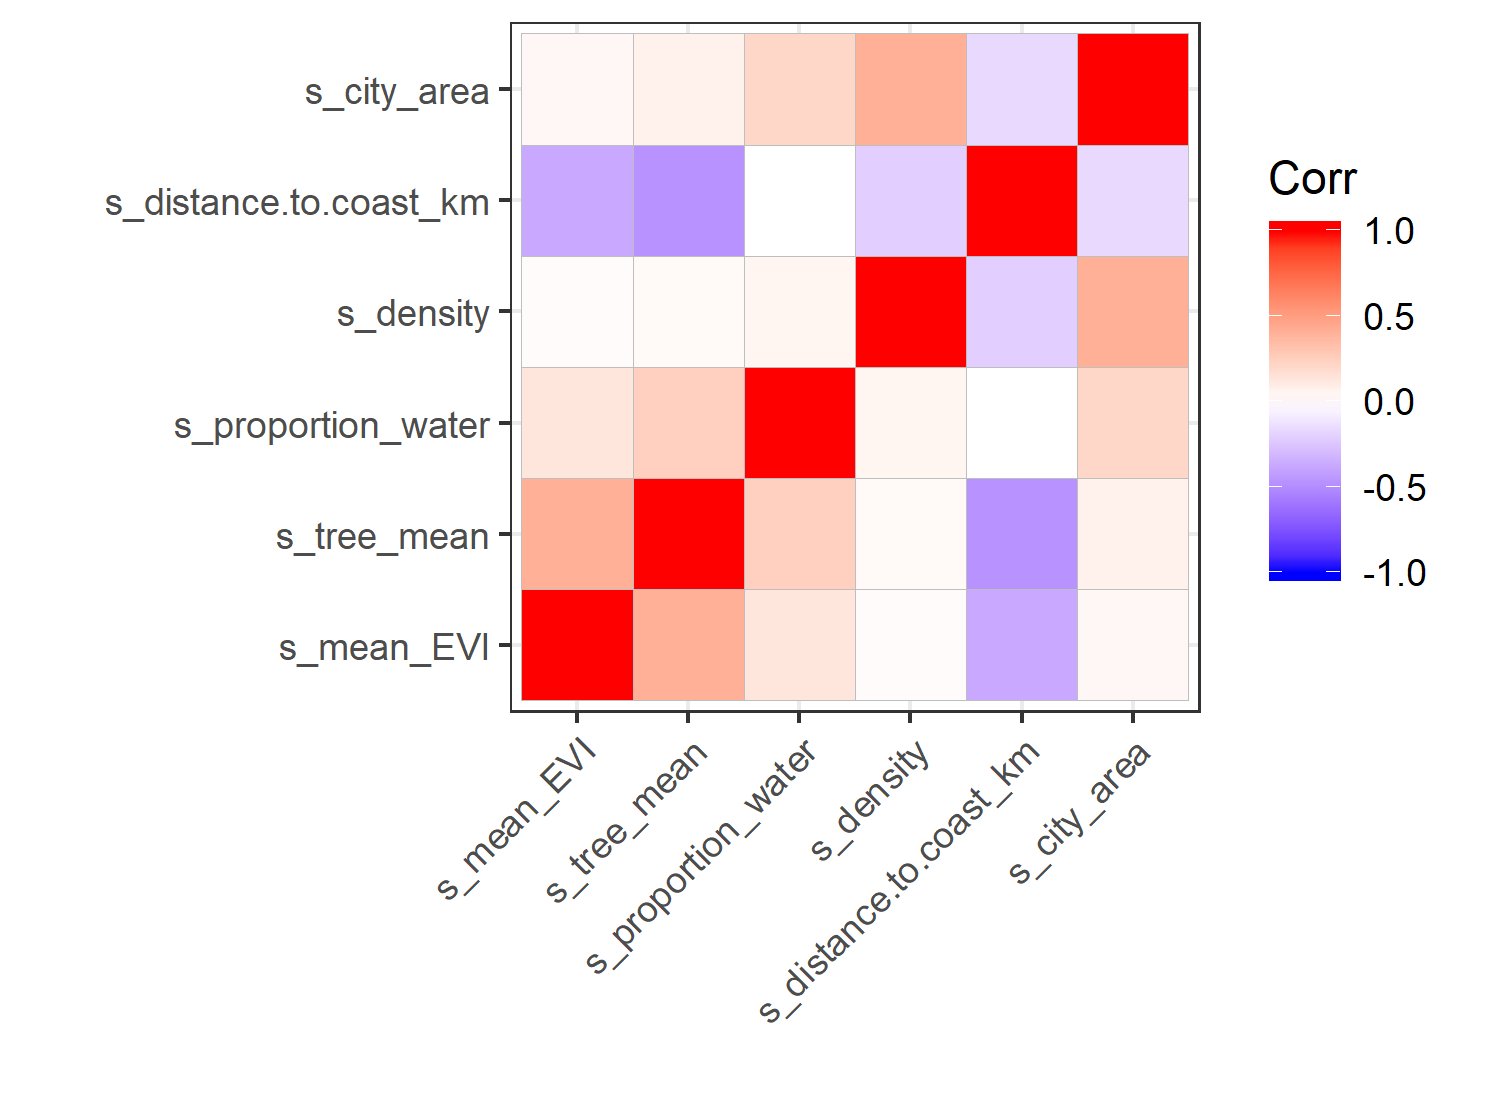 s_city_area
s_distance.to.coast_km
s_density
s_proportion_water
s_tree_mean
s_mean_EVI
s_mean_EVI
s_tree_mean
s_proportion_water
s_density
s_distance.to.coast_km
s_city_area
Corr
1.0
0.5
0.0
-0.5
-1.0